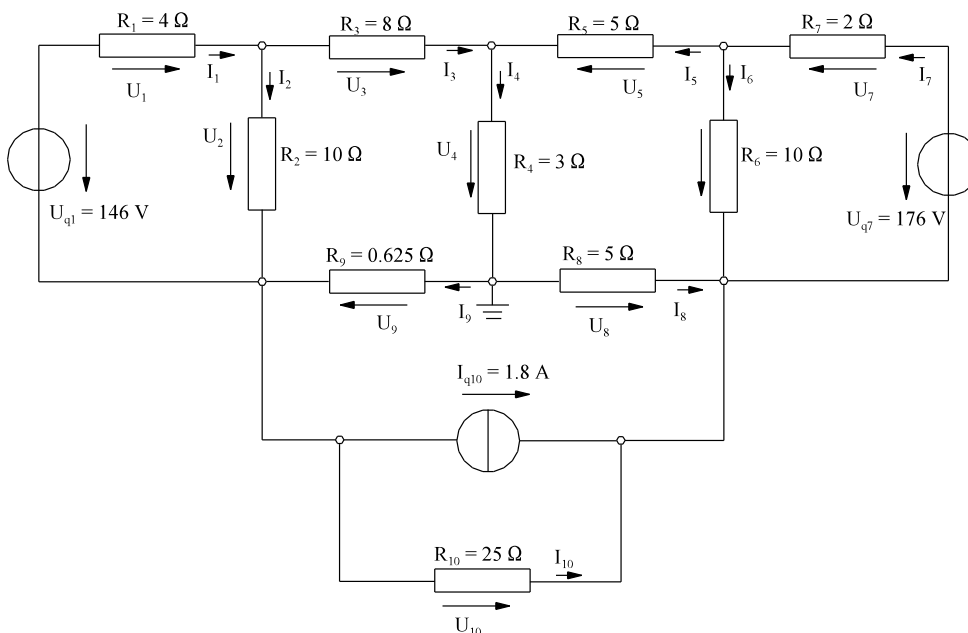 R1 = 4 Ω
R3 = 8 Ω
R5 = 5 Ω
R7 = 2 Ω
I1
I2
I3
I4
I5
I6
I7
U1
U3
U5
U7
U2
R2 = 10 Ω
U4
R4 = 3 Ω
R6 = 10 Ω
Uq1 = 146 V
Uq7 = 176 V
R9 = 0.625 Ω
R8 = 5 Ω
I9
I8
U9
U8
Iq10 = 1.8 A
R10 = 25 Ω
I10
U10